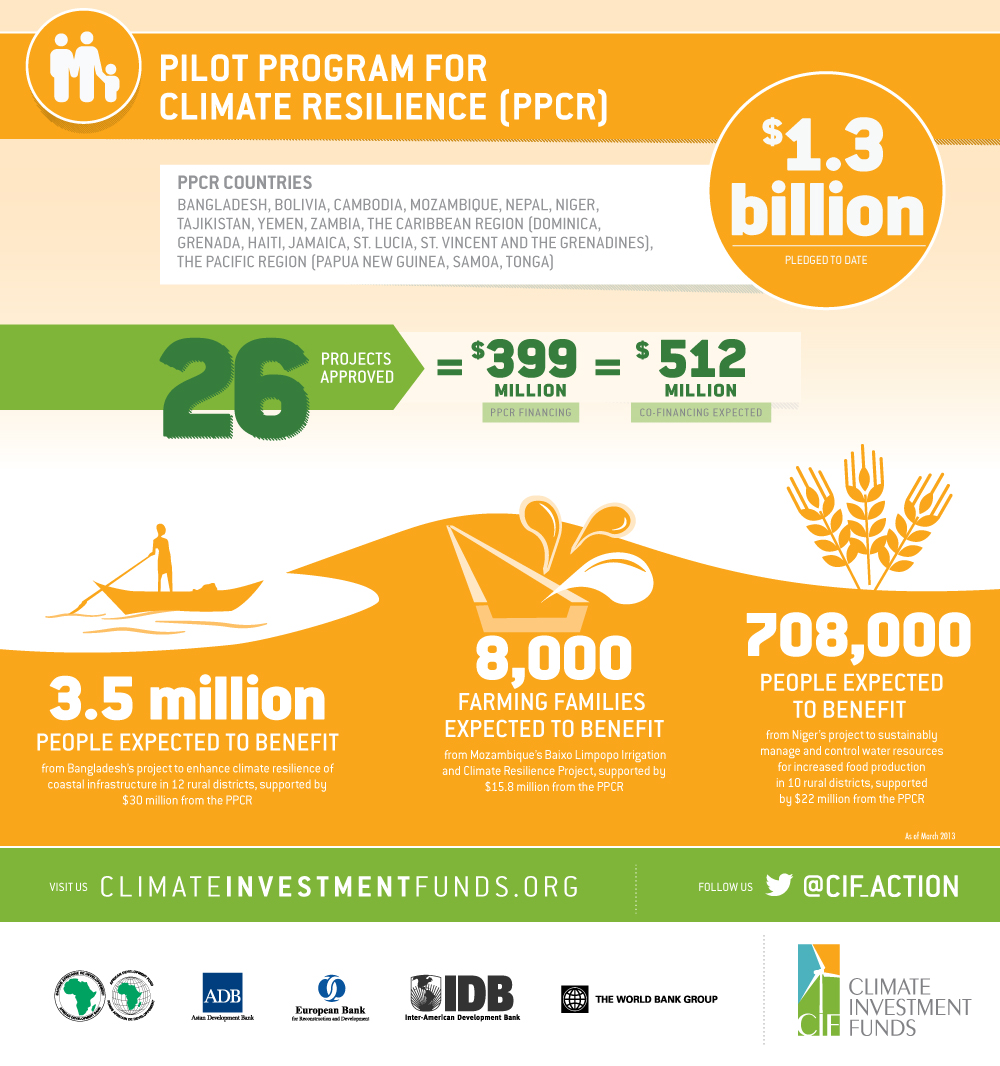 PILOT PROGRAM FOR
CLIMATE RESILIENCE (PPCR)
$1.3
billion
PLEDGED TO DATE
PPCR COUNTRIES
BANGLADESH, BOLIVIA, CAMBODIA, MOZAMBIQUE, NEPAL, NIGER,
TAJIKISTAN, YEMEN, ZAMBIA, THE CARIBBEAN REGION (DOMINICA,
GRENADA, HAITI, JAMAICA, ST. LUCIA, ST. VINCENT AND THE GRENADINES),
THE PACIFIC REGION (PAPUA NEW GUINEA, SAMOA, TONGA)
26
PROJECTS
APPROVED
= $399
MILLION
PPCR FINANCING
= $512
MILLION
CO-FINANCING EXPECTED
3.5 million
PEOPLE EXPECTED TO BENEFIT
from Bangladesh's project to enhance climate resilience of
coastal infrastructure in 12 rural districts, supported by
$30 million from the PPCR
8,000
FARMING FAMILIES
EXPECTED TO BENEFIT
from Mozambique's Baixo Limpopo Irrigation
and Climate Resilience Project, supported by
$15.8 million from the PPCR
708,000
PEOPLE EXPECTED
TO BENEFIT
from Niger's project to sustainably
manage and control water resources
for increased food production
in 10 rural districts, supported
by $22 million from the PPCR
As of March 2013
VISIT US CLIMATEINVESTMENTFUNDS.ORG
FOLLOW US @CIF_ACTION
ADB
Asian Development Bank
European Bank
for Reconstruction and Development
IDB
Inter-American Development Bank
THE WORLD BANK GROUP
CIF
CLIMATE
INVESTMENT
FUNDS